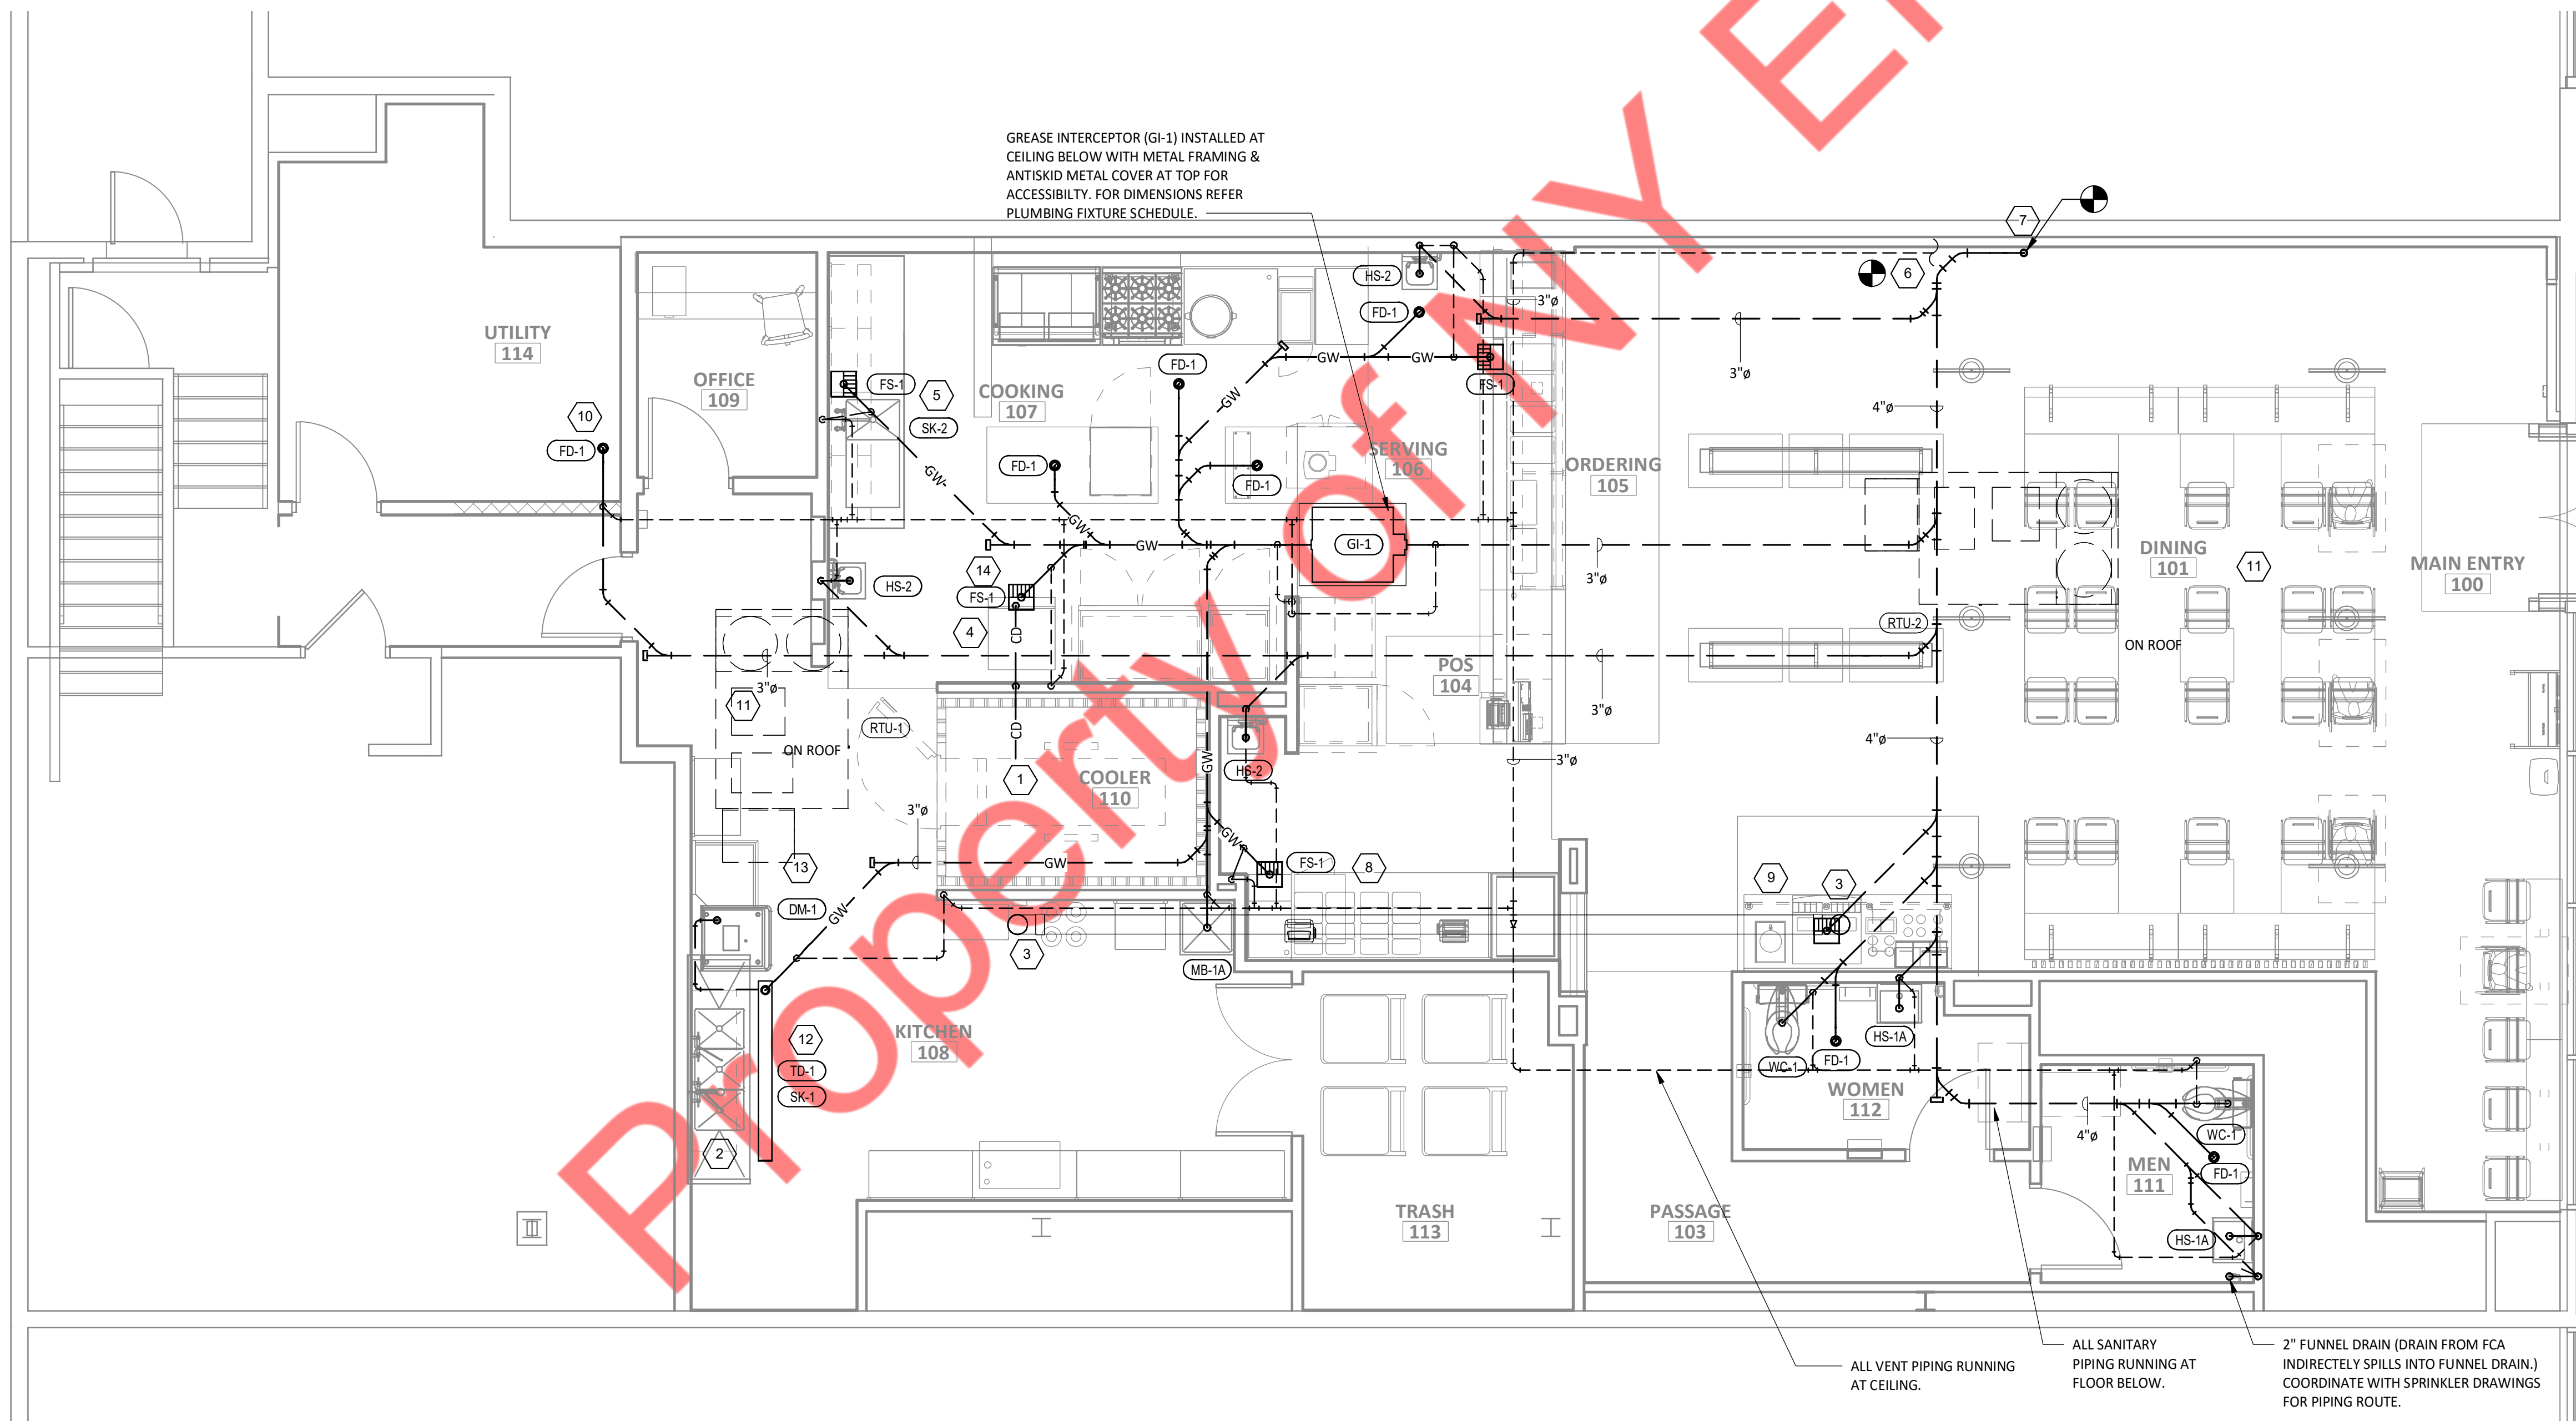 GREASE INTERCEPTOR (GI-1) INSTALLED AT
CEILING BELOW WITH METAL FRAMING &
ANTISKID METAL COVER AT TOP FOR
ACCESSIBILTY. FOR DIMENSIONS REFER
PLUMBING FIXTURE SCHEDULE.
7
6
HS-2
FD-1
3"ø
3"ø
UTILITY
114
OFFICE
109
FS-1
5
SK-2
COOKING
107
FD-1
GW
GW
GW
FS-1
10
FD-1
GW
FD-1
FD-1
SERVING
106
ORDERING
105
4"ø
GW
GW
GI-1
3"ø
DINING
101
11
MAIN ENTRY
100
14
FS-1
HS-2
4
CD
RTU-2
ON ROOF
3"ø
11
RTU-1
ON ROOF
CD
1
COOLER
110
GW
HS-2
POS
104
3"ø
3"ø
4"ø
3"ø
13
GW
GW
FS-1
8
9
3
DM-1
GW
3
MB-1A
12
TD-1
SK-1
2
KITCHEN
108
WC-1
FD-1
HS-1A
WOMEN
112
4"ø
WC-1
FD-1
MEN
111
HS-1A
TRASH
113
PASSAGE
103
ALL VENT PIPING RUNNING
AT CEILING.
ALL SANITARY
PIPING RUNNING AT
FLOOR BELOW.
2" FUNNEL DRAIN (DRAIN FROM FCA
INDIRECTELY SPILLS INTO FUNNEL DRAIN.)
COORDINATE WITH SPRINKLER DRAWINGS
FOR PIPING ROUTE.
Property of NY